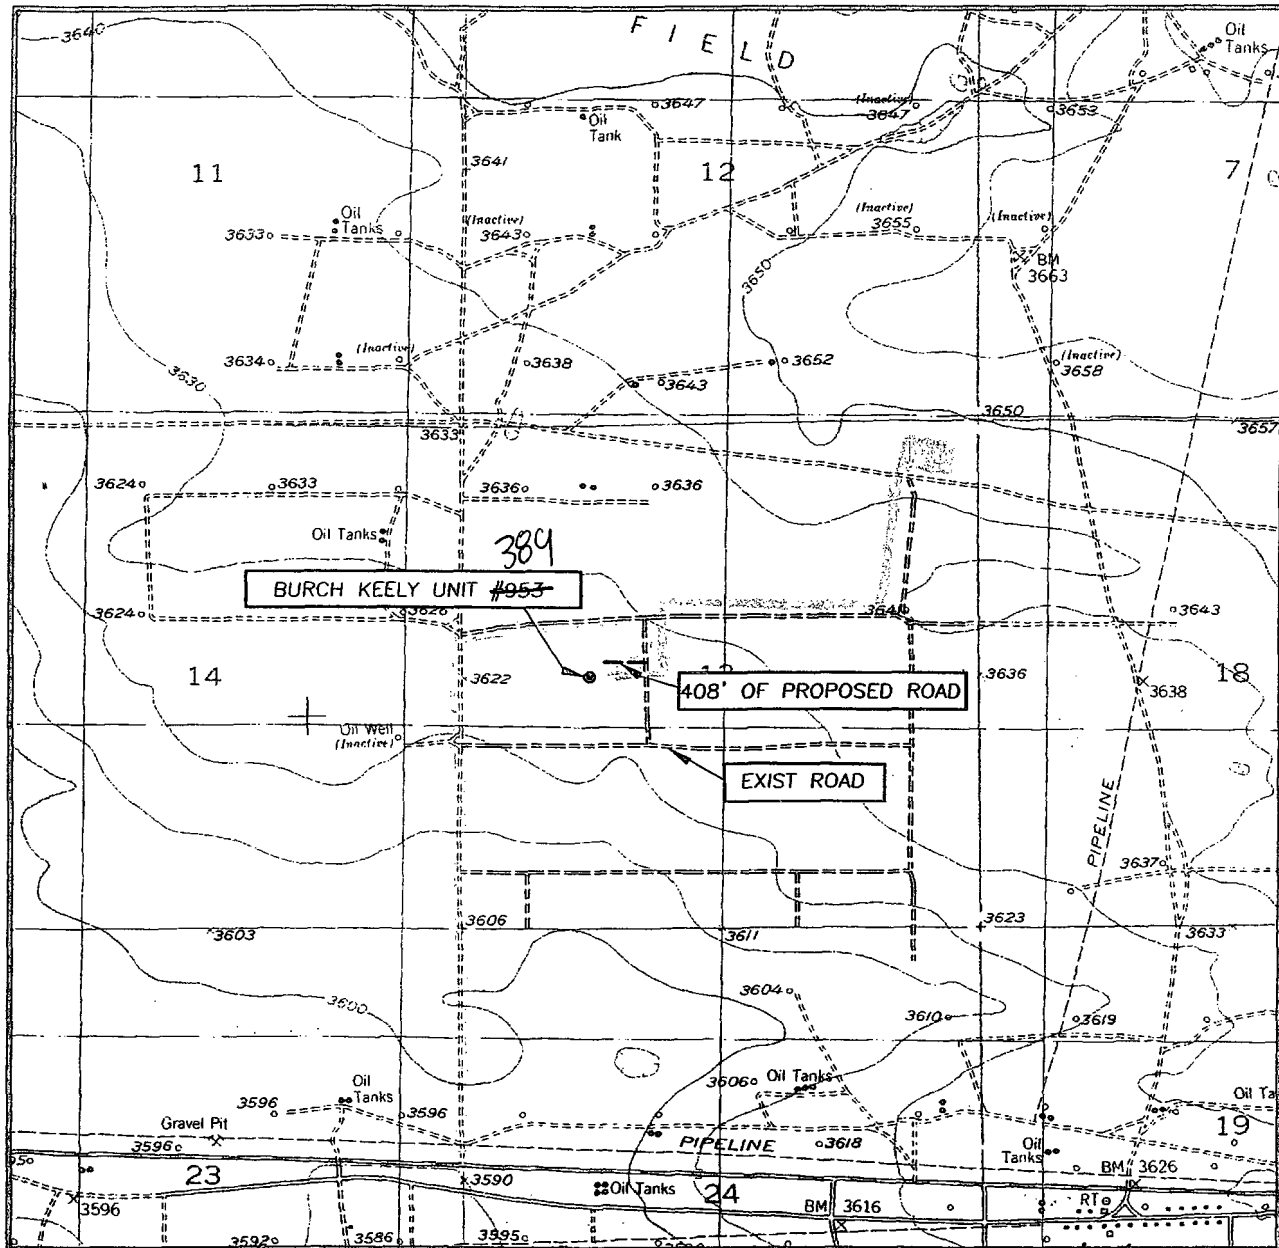 FIELD
3640
Oil
Tanks
3647
(Inactive)
3647
3653
Oil
Tank
3641
11
12
7
Oil
Tanks
(Inactive)
3633
3643
(Inactive)
3655
(Inactive)
BM
3663
3650
(Inactive)
3634
3638
3652
(Inactive)
3658
3643
3630
3650
3633
3657
3624
3633
3636
3636
Oil Tanks
389
BURCH KEELY UNIT #953
3624
3626
3643
14
3622
408' OF PROPOSED ROAD
3636
3638
18
Oil Well
(Inactive)
EXIST ROAD
PIPELINE
3637
3606
3603
3611
3623
3633
3604
3600
3610
3619
Oil
Tanks
3606
Oil Tanks
3596
3596
Oil Ta
Gravel Pit
3596
PIPELINE
3618
Oil
Tanks
19
23
3590
BM 3626
Oil Tanks
24
RT
3596
BM 3616
3592
3586
3595